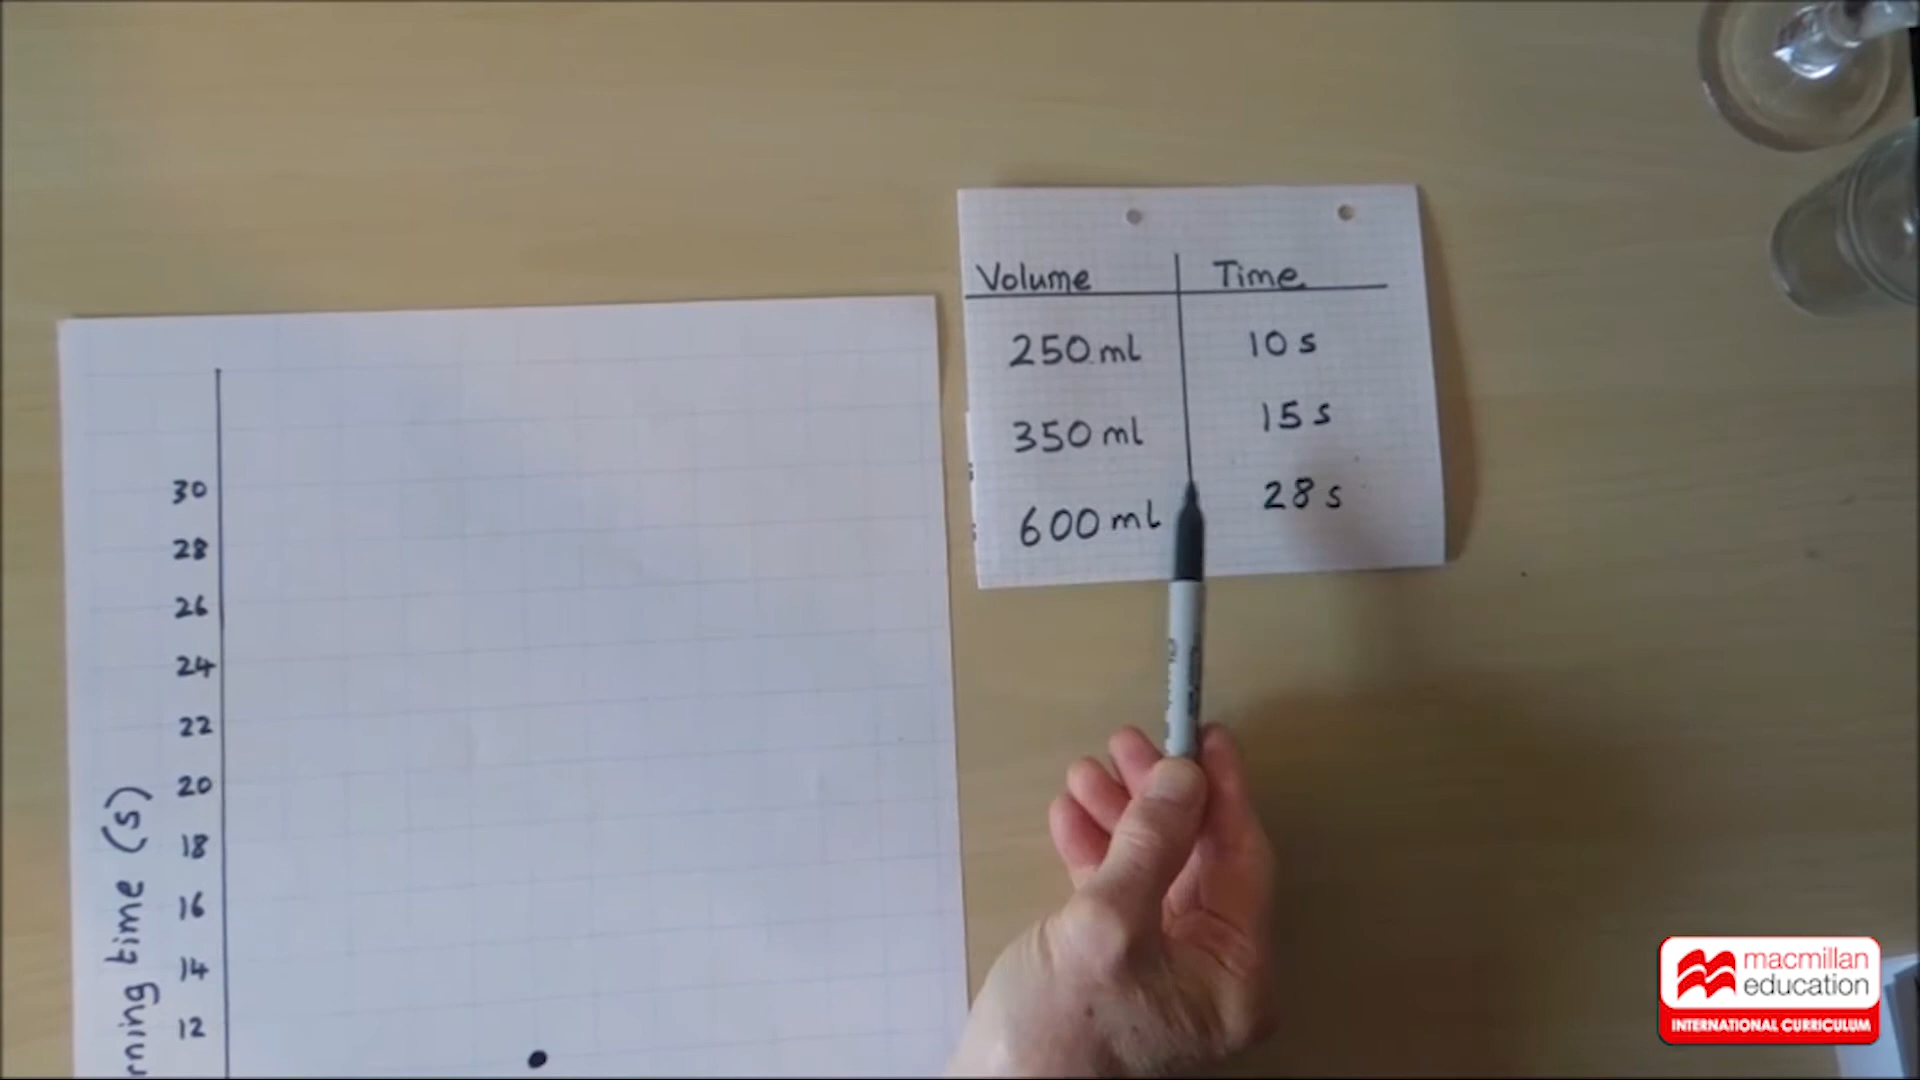 Volume Time
250 ml 10 s
350 ml 15 s
600 ml 28 s
30
28
26
24
22
20
18
16
14
12
rning time (s)
macmillan
education
INTERNATIONAL CURRICULUM